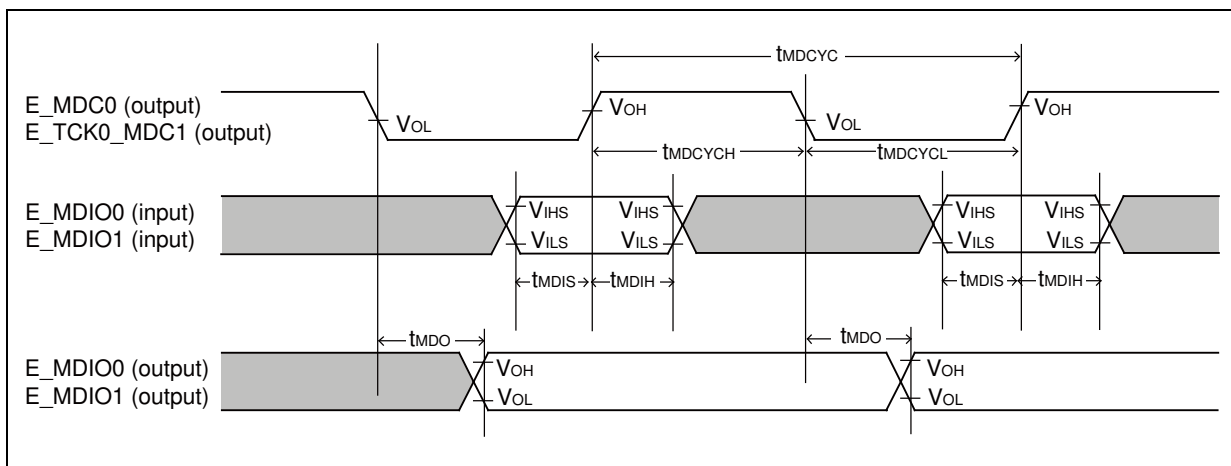 tMDCYC
E_MDC0 (output)
E_TCK0_MDC1 (output)
VOL
VOH
VOL
VOH
tMDCYCH
tMDCYCL
E_MDIO0 (input)
E_MDIO1 (input)
VIHS
VIHS
VIHS
VIHS
VILS
VILS
VILS
VILS
tMDIS
tMDIH
tMDIS
tMDIH
tMDO
tMDO
E_MDIO0 (output)
E_MDIO1 (output)
VOH
VOH
VOL
VOL